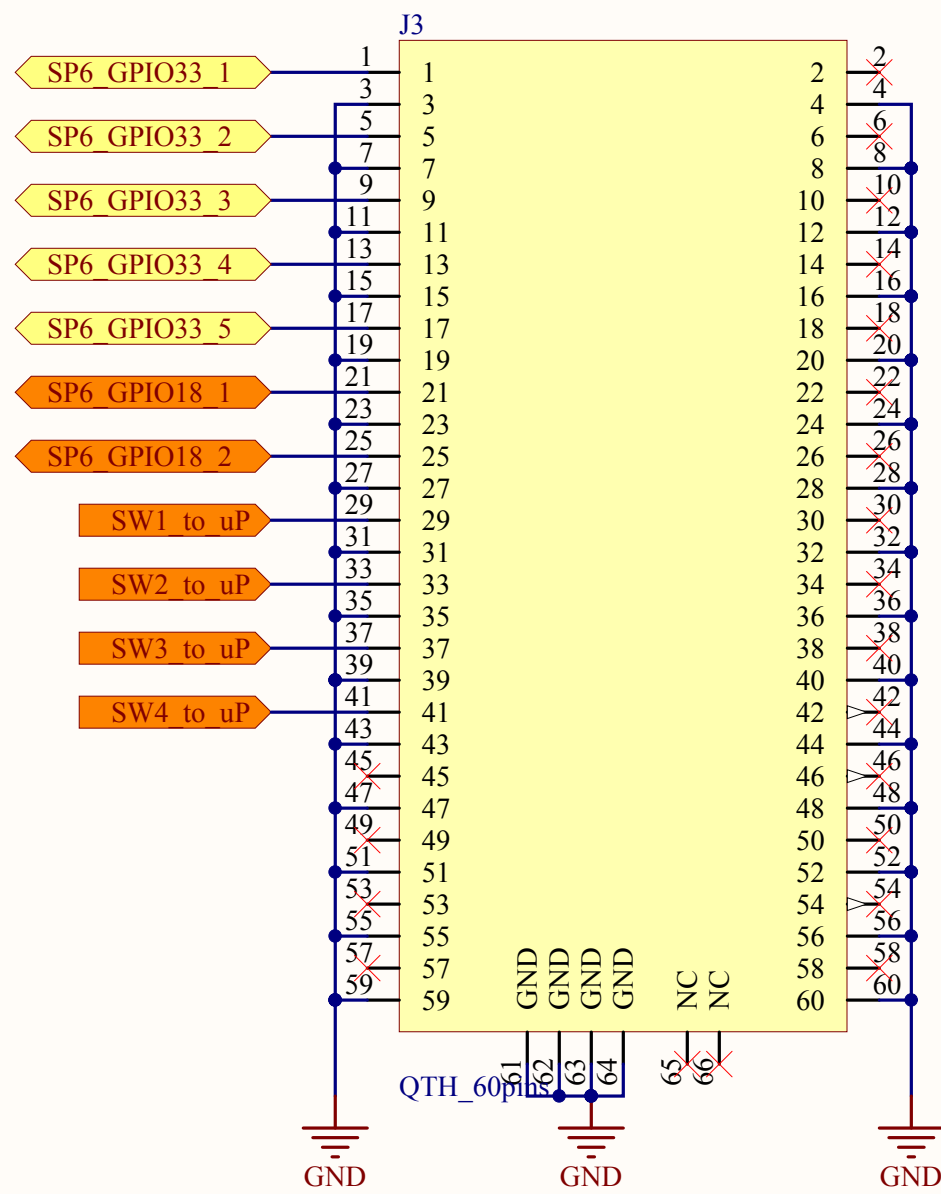 J3
SP6_GPIO33_1 1 1 2 2
3 3 4 4
SP6_GPIO33_2 5 5 6 6
7 7 8 8
SP6_GPIO33_3 9 9 10 10
11 11 12 12
SP6_GPIO33_4 13 13 14 14
15 15 16 16
SP6_GPIO33_5 17 17 18 18
19 19 20 20
SP6_GPIO18_1 21 21 22 22
23 23 24 24
SP6_GPIO18_2 25 25 26 26
27 27 28 28
SW1_to_uP 29 29 30 30
31 31 32 32
SW2_to_uP 33 33 34 34
35 35 36 36
SW3_to_uP 37 37 38 38
39 39 40 40
SW4_to_uP 41 41 42 42
43 43 44 44
45 45 46 46
47 47 48 48
49 49 50 50
51 51 52 52
53 53 54 54
55 55 56 56
57 57 58 58
59 59 60 60
GND GND GND GND NC NC
61 62 63 64 65 66
QTH_60pins
GND GND GND